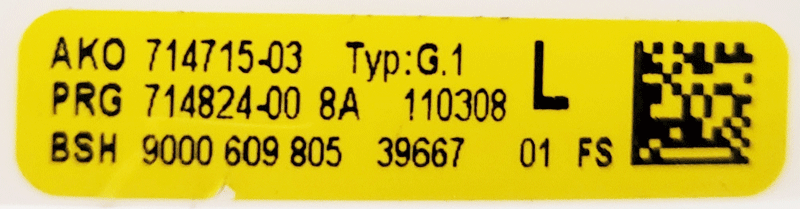 AKO 714715-03 Typ:G.1 L
PRG 714824-00 8A 110308
BSH 9000 609 805 39667 01 FS